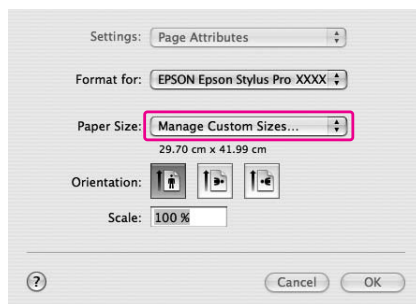 Settings: Page Attributes
Format for: EPSON Epson Stylus Pro XXXX
Paper Size: Manage Custom Sizes...
29.70 cm x 41.99 cm
Orientation:
Scale: 100 %
? Cancel OK